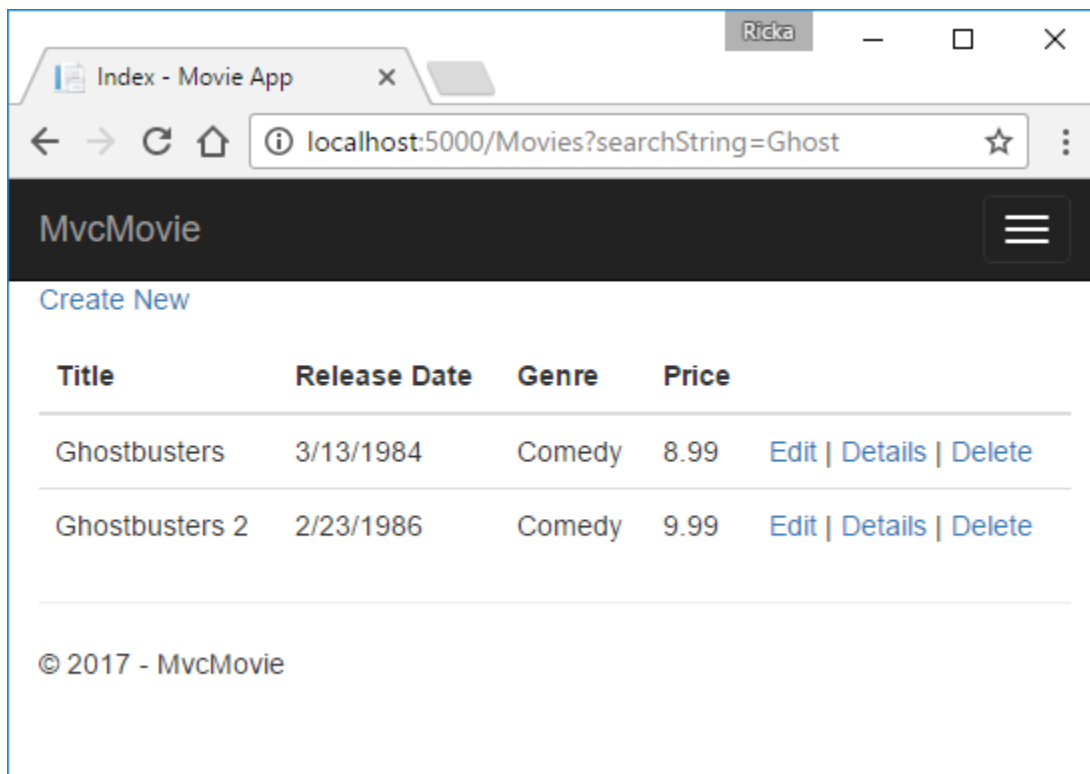 Ricka
Index - Movie App
localhost:5000/Movies?searchString=Ghost
MvcMovie
Create New
Title Release Date Genre Price
Ghostbusters 3/13/1984 Comedy 8.99 Edit | Details | Delete
Ghostbusters 2 2/23/1986 Comedy 9.99 Edit | Details | Delete
© 2017 - MvcMovie